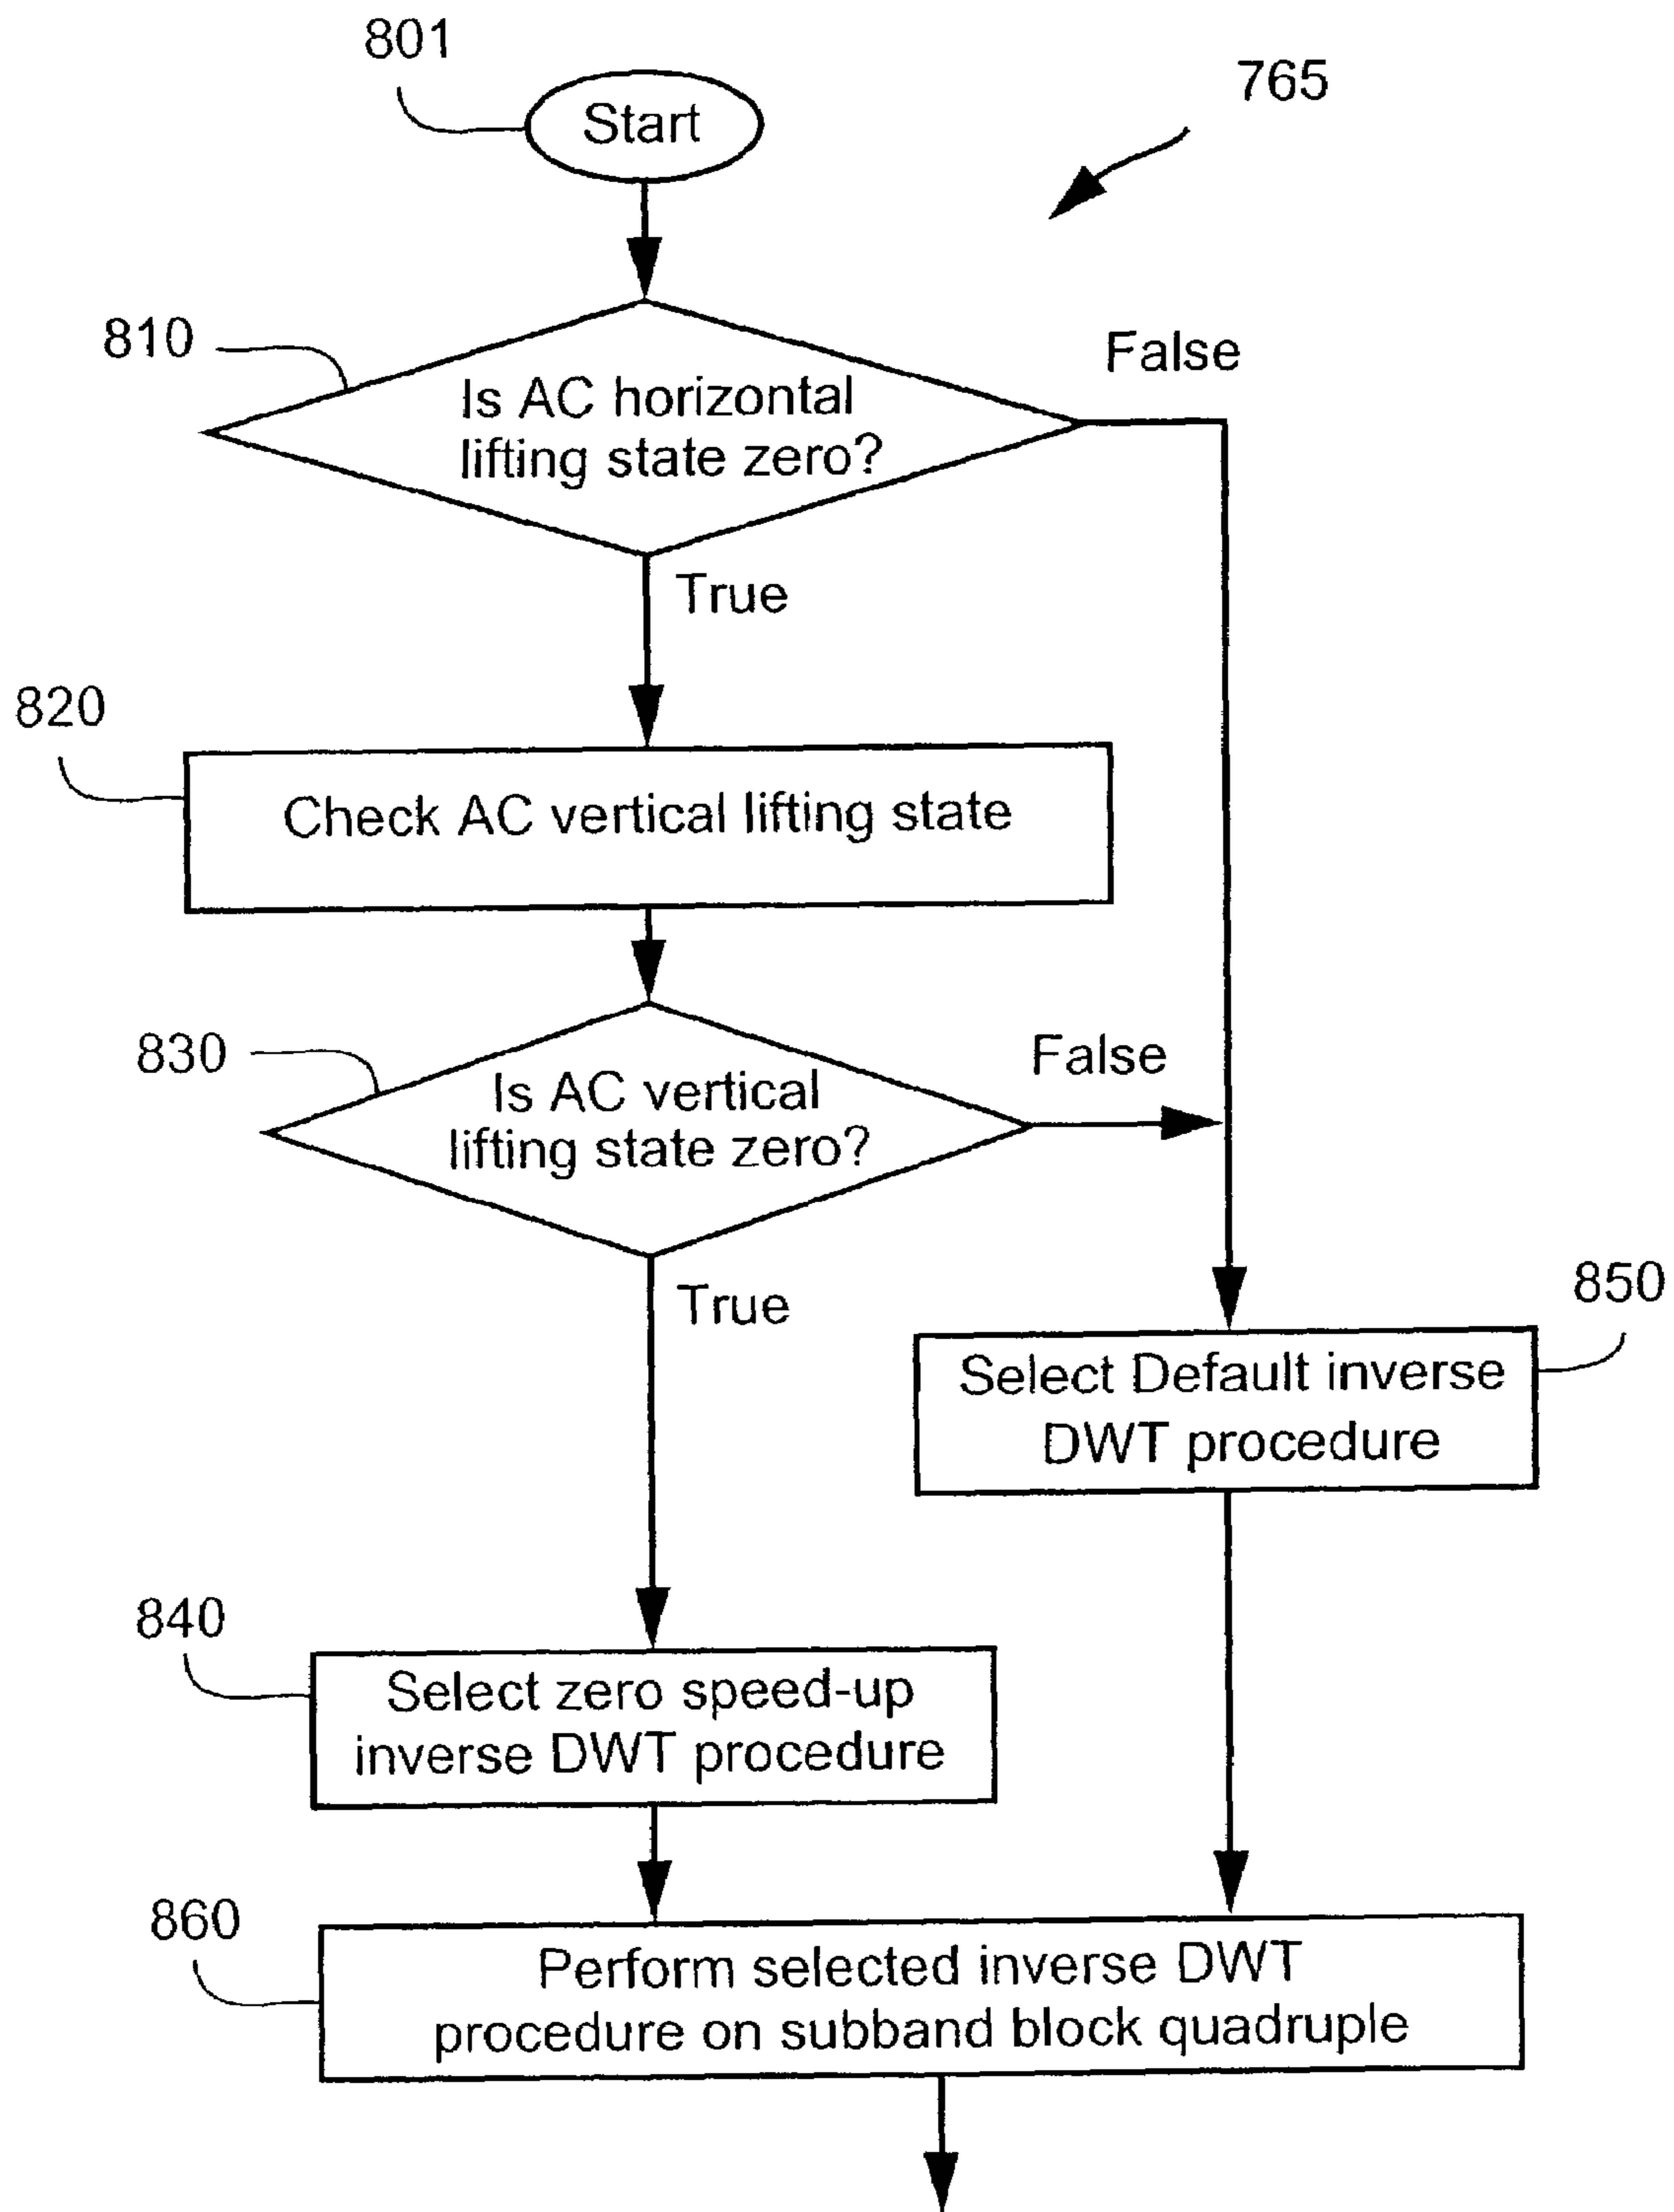 801
Start
765
810
Is AC horizontal
lifting state zero?
False
True
820
Check AC vertical lifting state
830
Is AC vertical
lifting state zero?
False
True
850
Select Default inverse
DWT procedure
840
Select zero speed-up
inverse DWT procedure
860
Perform selected inverse DWT
procedure on subband block quadruple